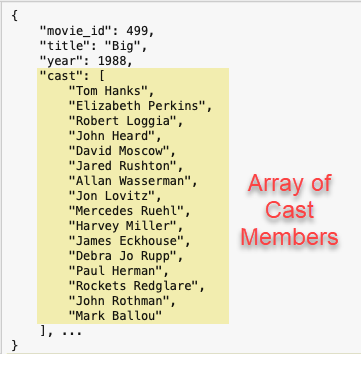 {
"movie_id": 499,
"title": "Big",
"year": 1988,
"cast": [
"Tom Hanks",
"Elizabeth Perkins",
"Robert Loggia",
"John Heard",
"David Moscow",
"Jared Rushton",
"Allan Wasserman",
"Jon Lovitz",
"Mercedes Ruehl",
"Harvey Miller",
"James Eckhouse",
"Debra Jo Rupp",
"Paul Herman",
"Rockets Redglare",
"John Rothman",
"Mark Ballou"
], ...
}
Array of
Cast
Members